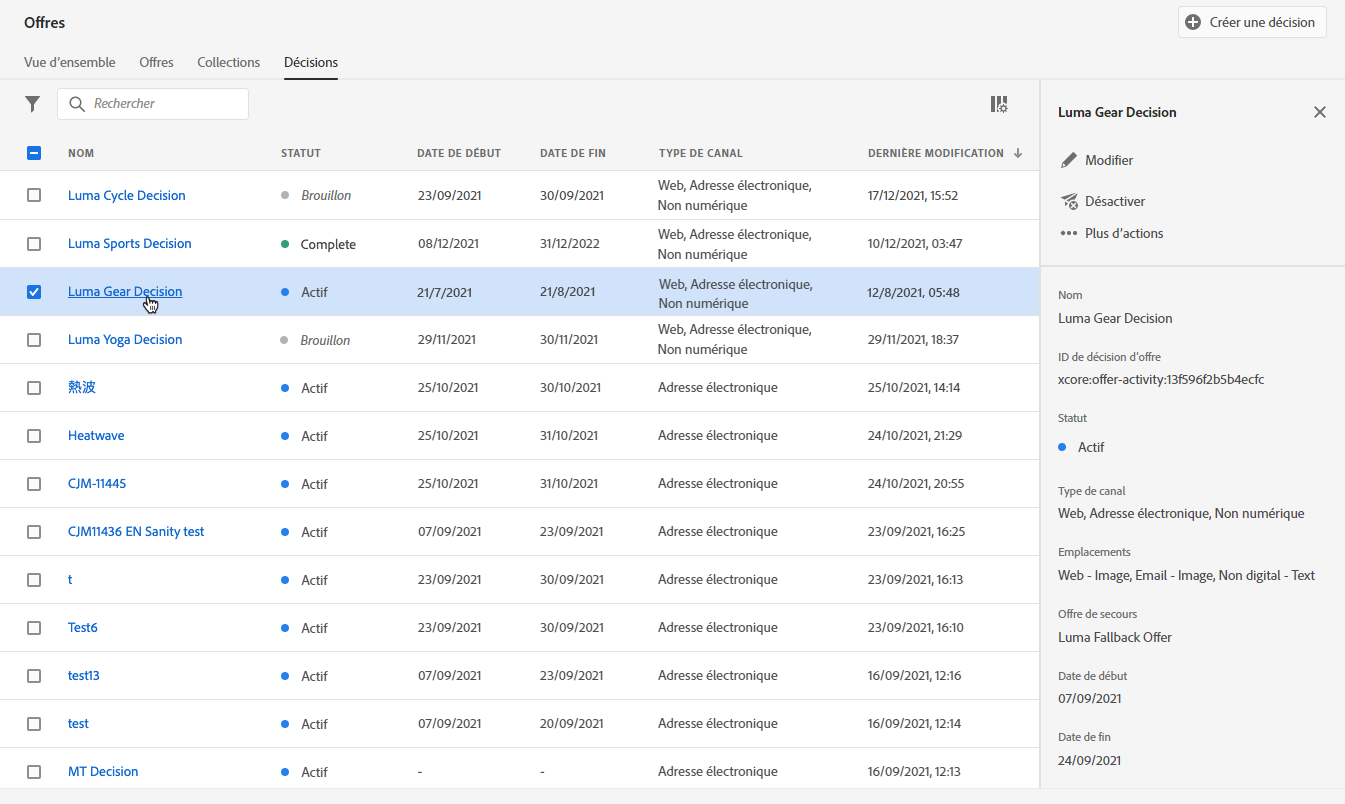 Offres
Créer une décision
Vue d'ensemble Offres Collections Décisions
Rechercher
NOM STATUT DATE DE DÉBUT DATE DE FIN TYPE DE CANAL DERNIÈRE MODIFICATION
Luma Cycle Decision Brouillon 23/09/2021 30/09/2021 Web, Adresse électronique, 17/12/2021, 15:52
Non numérique
Luma Sports Decision Complete 08/12/2021 31/12/2022 Web, Adresse électronique, 10/12/2021, 03:47
Non numérique
Luma Gear Decision Actif 21/7/2021 21/8/2021 Web, Adresse électronique, 12/8/2021, 05:48
Non numérique
Luma Yoga Decision Brouillon 29/11/2021 30/11/2021 Web, Adresse électronique, 29/11/2021, 18:37
Non numérique
熱波 Actif 25/10/2021 30/10/2021 Adresse électronique 25/10/2021, 14:14
Heatwave Actif 25/10/2021 31/10/2021 Adresse électronique 24/10/2021, 21:29
CJM-11445 Actif 25/10/2021 31/10/2021 Adresse électronique 24/10/2021, 20:55
CJM11436 EN Sanity test Actif 07/09/2021 23/09/2021 Adresse électronique 23/09/2021, 16:25
t Actif 23/09/2021 30/09/2021 Adresse électronique 23/09/2021, 16:13
Test6 Actif 23/09/2021 30/09/2021 Adresse électronique 23/09/2021, 16:10
test13 Actif 07/09/2021 23/09/2021 Adresse électronique 16/09/2021, 12:16
test Actif 07/09/2021 20/09/2021 Adresse électronique 16/09/2021, 12:14
MT Decision Actif - - Adresse électronique 16/09/2021, 12:13
Luma Gear Decision
Modifier
Désactiver
Plus d'actions
Nom
Luma Gear Decision
ID de décision d'offre
xcore:offer-activity:13f596f2b5b4ecfc
Statut
Actif
Type de canal
Web, Adresse électronique, Non numérique
Emplacements
Web - Image, Email - Image, Non digital - Text
Offre de secours
Luma Fallback Offer
Date de début
07/09/2021
Date de fin
24/09/2021